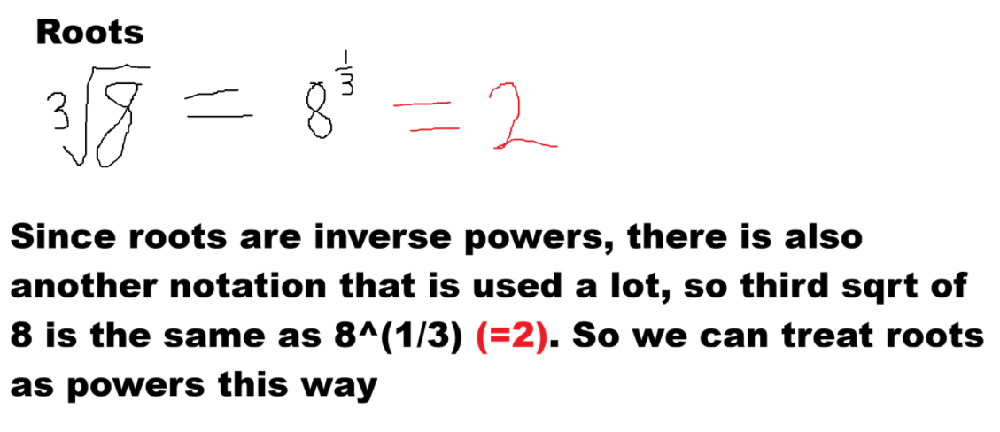 Roots
3√8 = 8^(1/3) = 2
Since roots are inverse powers, there is also
another notation that is used a lot, so third sqrt of
8 is the same as 8^(1/3) (=2). So we can treat roots
as powers this way